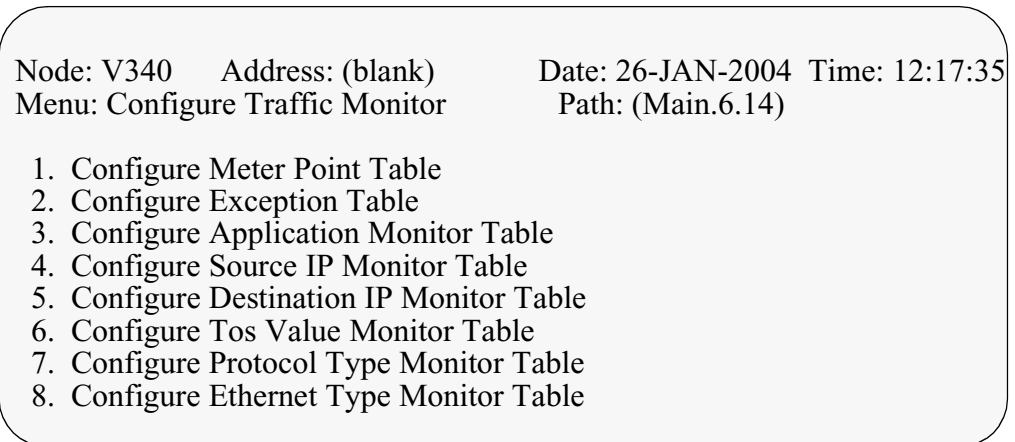 Node: V340 Address: (blank) Date: 26-JAN-2004 Time: 12:17:35
Menu: Configure Traffic Monitor Path: (Main.6.14)
1. Configure Meter Point Table
2. Configure Exception Table
3. Configure Application Monitor Table
4. Configure Source IP Monitor Table
5. Configure Destination IP Monitor Table
6. Configure Tos Value Monitor Table
7. Configure Protocol Type Monitor Table
8. Configure Ethernet Type Monitor Table